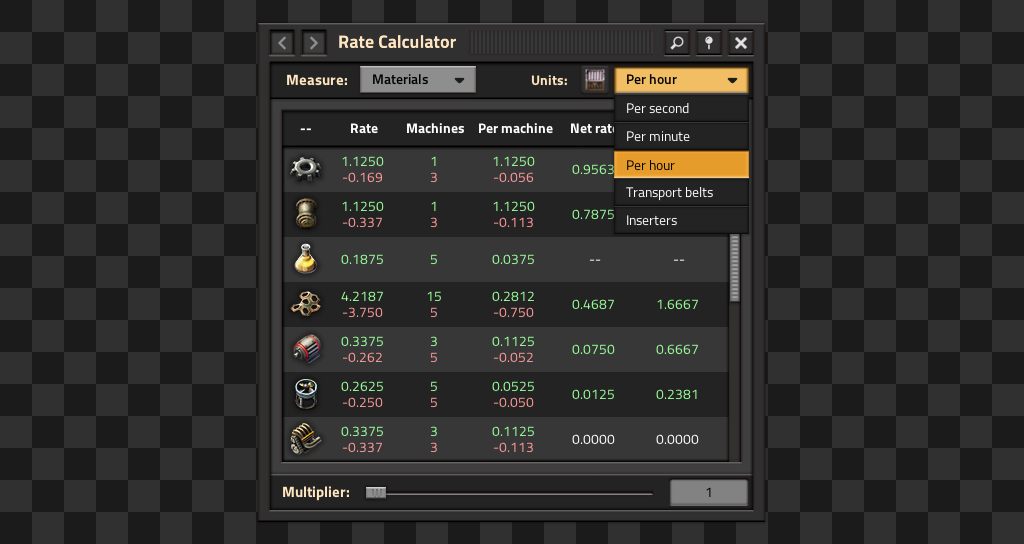 Rate Calculator
Measure: Materials Units: Per hour
Per second
Per minute
Per hour
Transport belts
Inserters
-- Rate Machines Per machine Net
1.1250 1 1.1250 0.9563
-0.169 3 -0.056
1.1250 1 1.1250 0.7875
-0.337 3 -0.113
0.1875 5 0.0375 -- --
4.2187 15 0.2812 0.4687 1.6667
-3.750 5 -0.750
0.3375 3 0.1125 0.0750 0.6667
-0.262 5 -0.052
0.2625 5 0.0525 0.0125 0.2381
-0.250 5 -0.050
0.3375 3 0.1125 0.0000 0.0000
-0.337 3 -0.113
Multiplier: 1